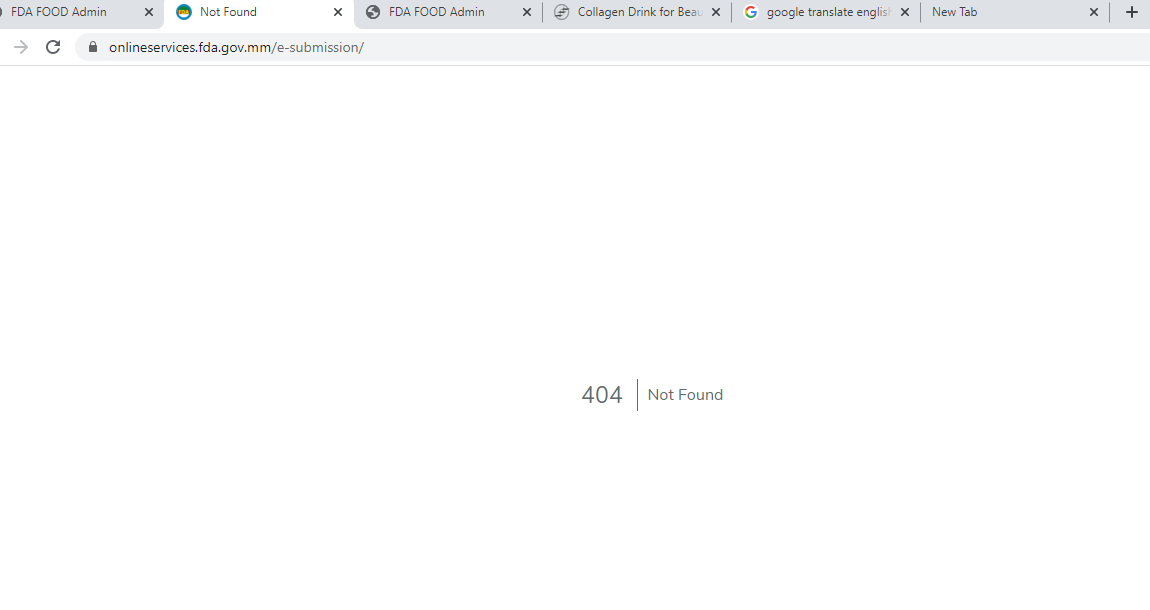 FDA FOOD Admin
Not Found
FDA FOOD Admin
Collagen Drink for Beau
google translate englis
New Tab
onlineservices.fda.gov.mm/e-submission/
404
Not Found